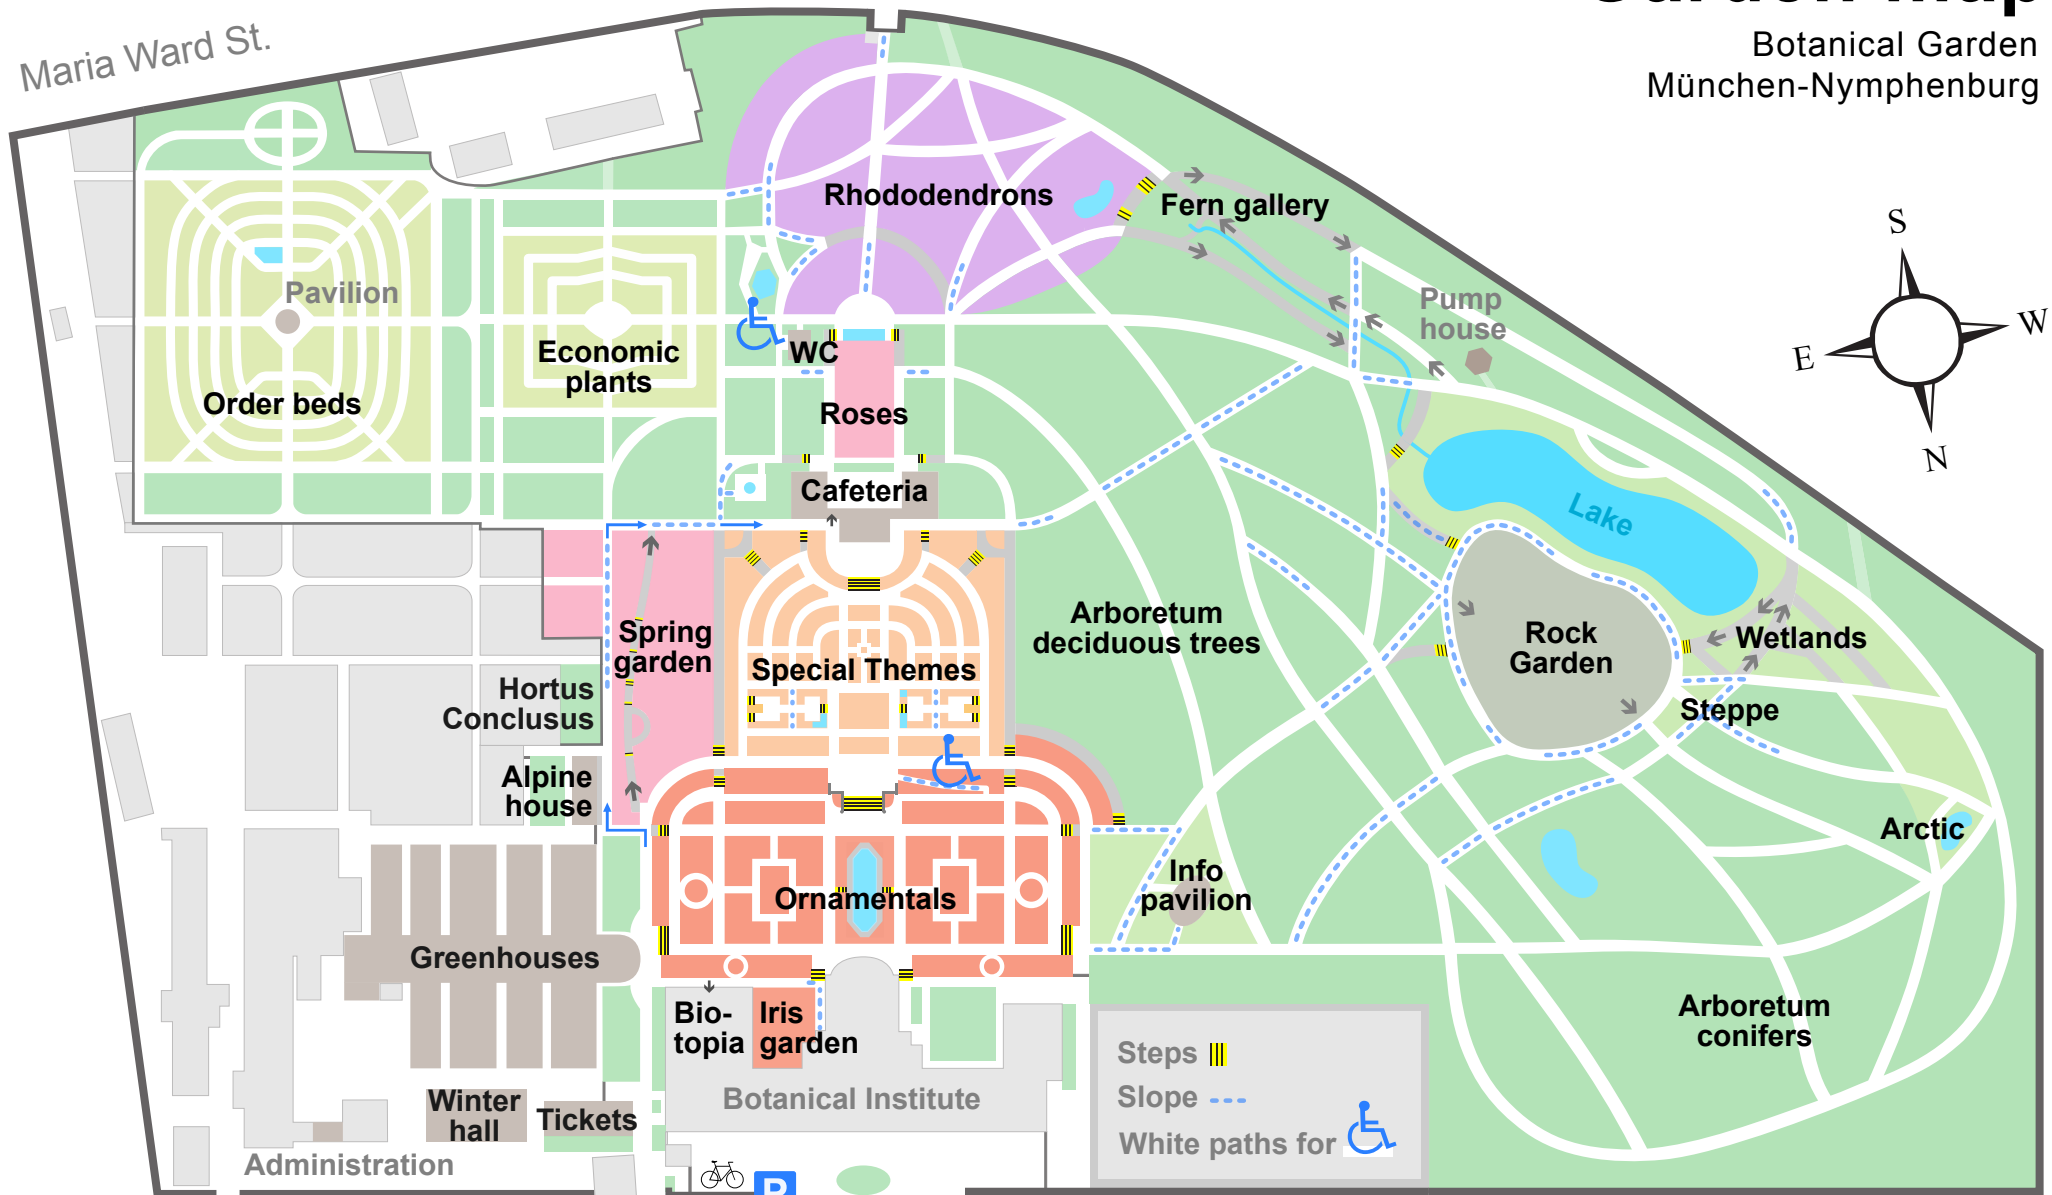 Garden Map
Botanical Garden
München-Nymphenburg
Maria Ward St.
Rhododendrons
Fern gallery
S
W
E
N
Pavilion
Pump
house
Economic
plants
WC
Order beds
Roses
Cafeteria
Lake
Spring
garden
Arboretum
deciduous trees
Rock
Garden
Wetlands
Special Themes
Hortus
Conclusus
Steppe
Alpine
house
Arctic
Info
pavilion
Ornamentals
Greenhouses
Bio-
topia
Iris
garden
Arboretum
conifers
Steps
Slope
White paths for
Botanical Institute
Winter
hall
Tickets
Administration
P